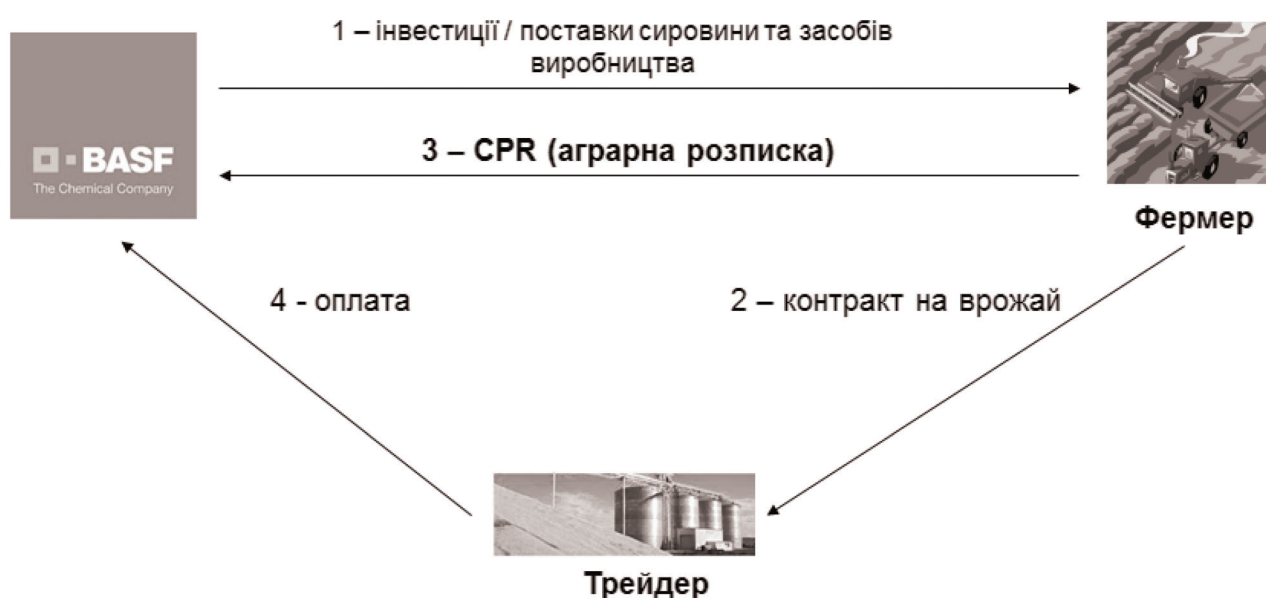 1 – інвестиції / поставки сировини та засобів
виробництва
BASF
The Chemical Company
3 – CPR (аграрна розписка)
Фермер
4 - оплата
2 – контракт на врожай
Трейдер